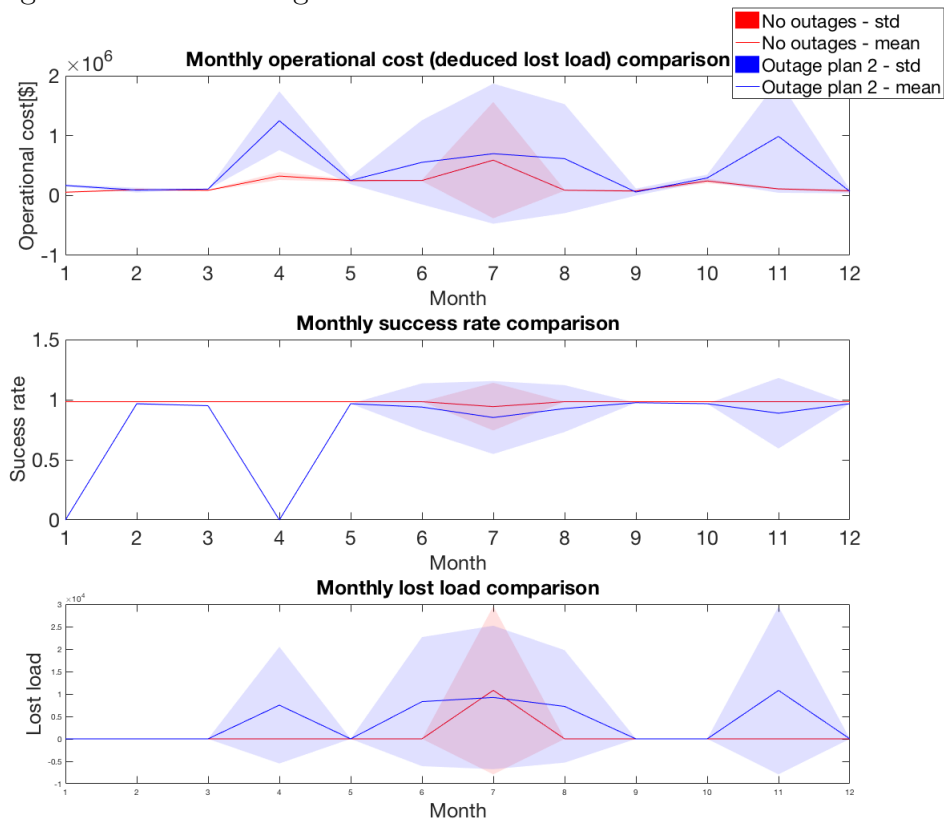 No outages - std
No outages - mean
Outage plan 2 - std
Outage plan 2 - mean
Monthly operational cost (deduced lost load) comparison
×10^6
Operational cost[$]
2
1
0
-1
1 2 3 4 5 6 7 8 9 10 11 12
Month
Monthly success rate comparison
Sucess rate
1.5
1
0.5
0
1 2 3 4 5 6 7 8 9 10 11 12
Month
Monthly lost load comparison
×10^4
Lost load
3
2.5
2
1.5
1
0.5
0
-0.5
-1
1 2 3 4 5 6 7 8 9 10 11 12
Month